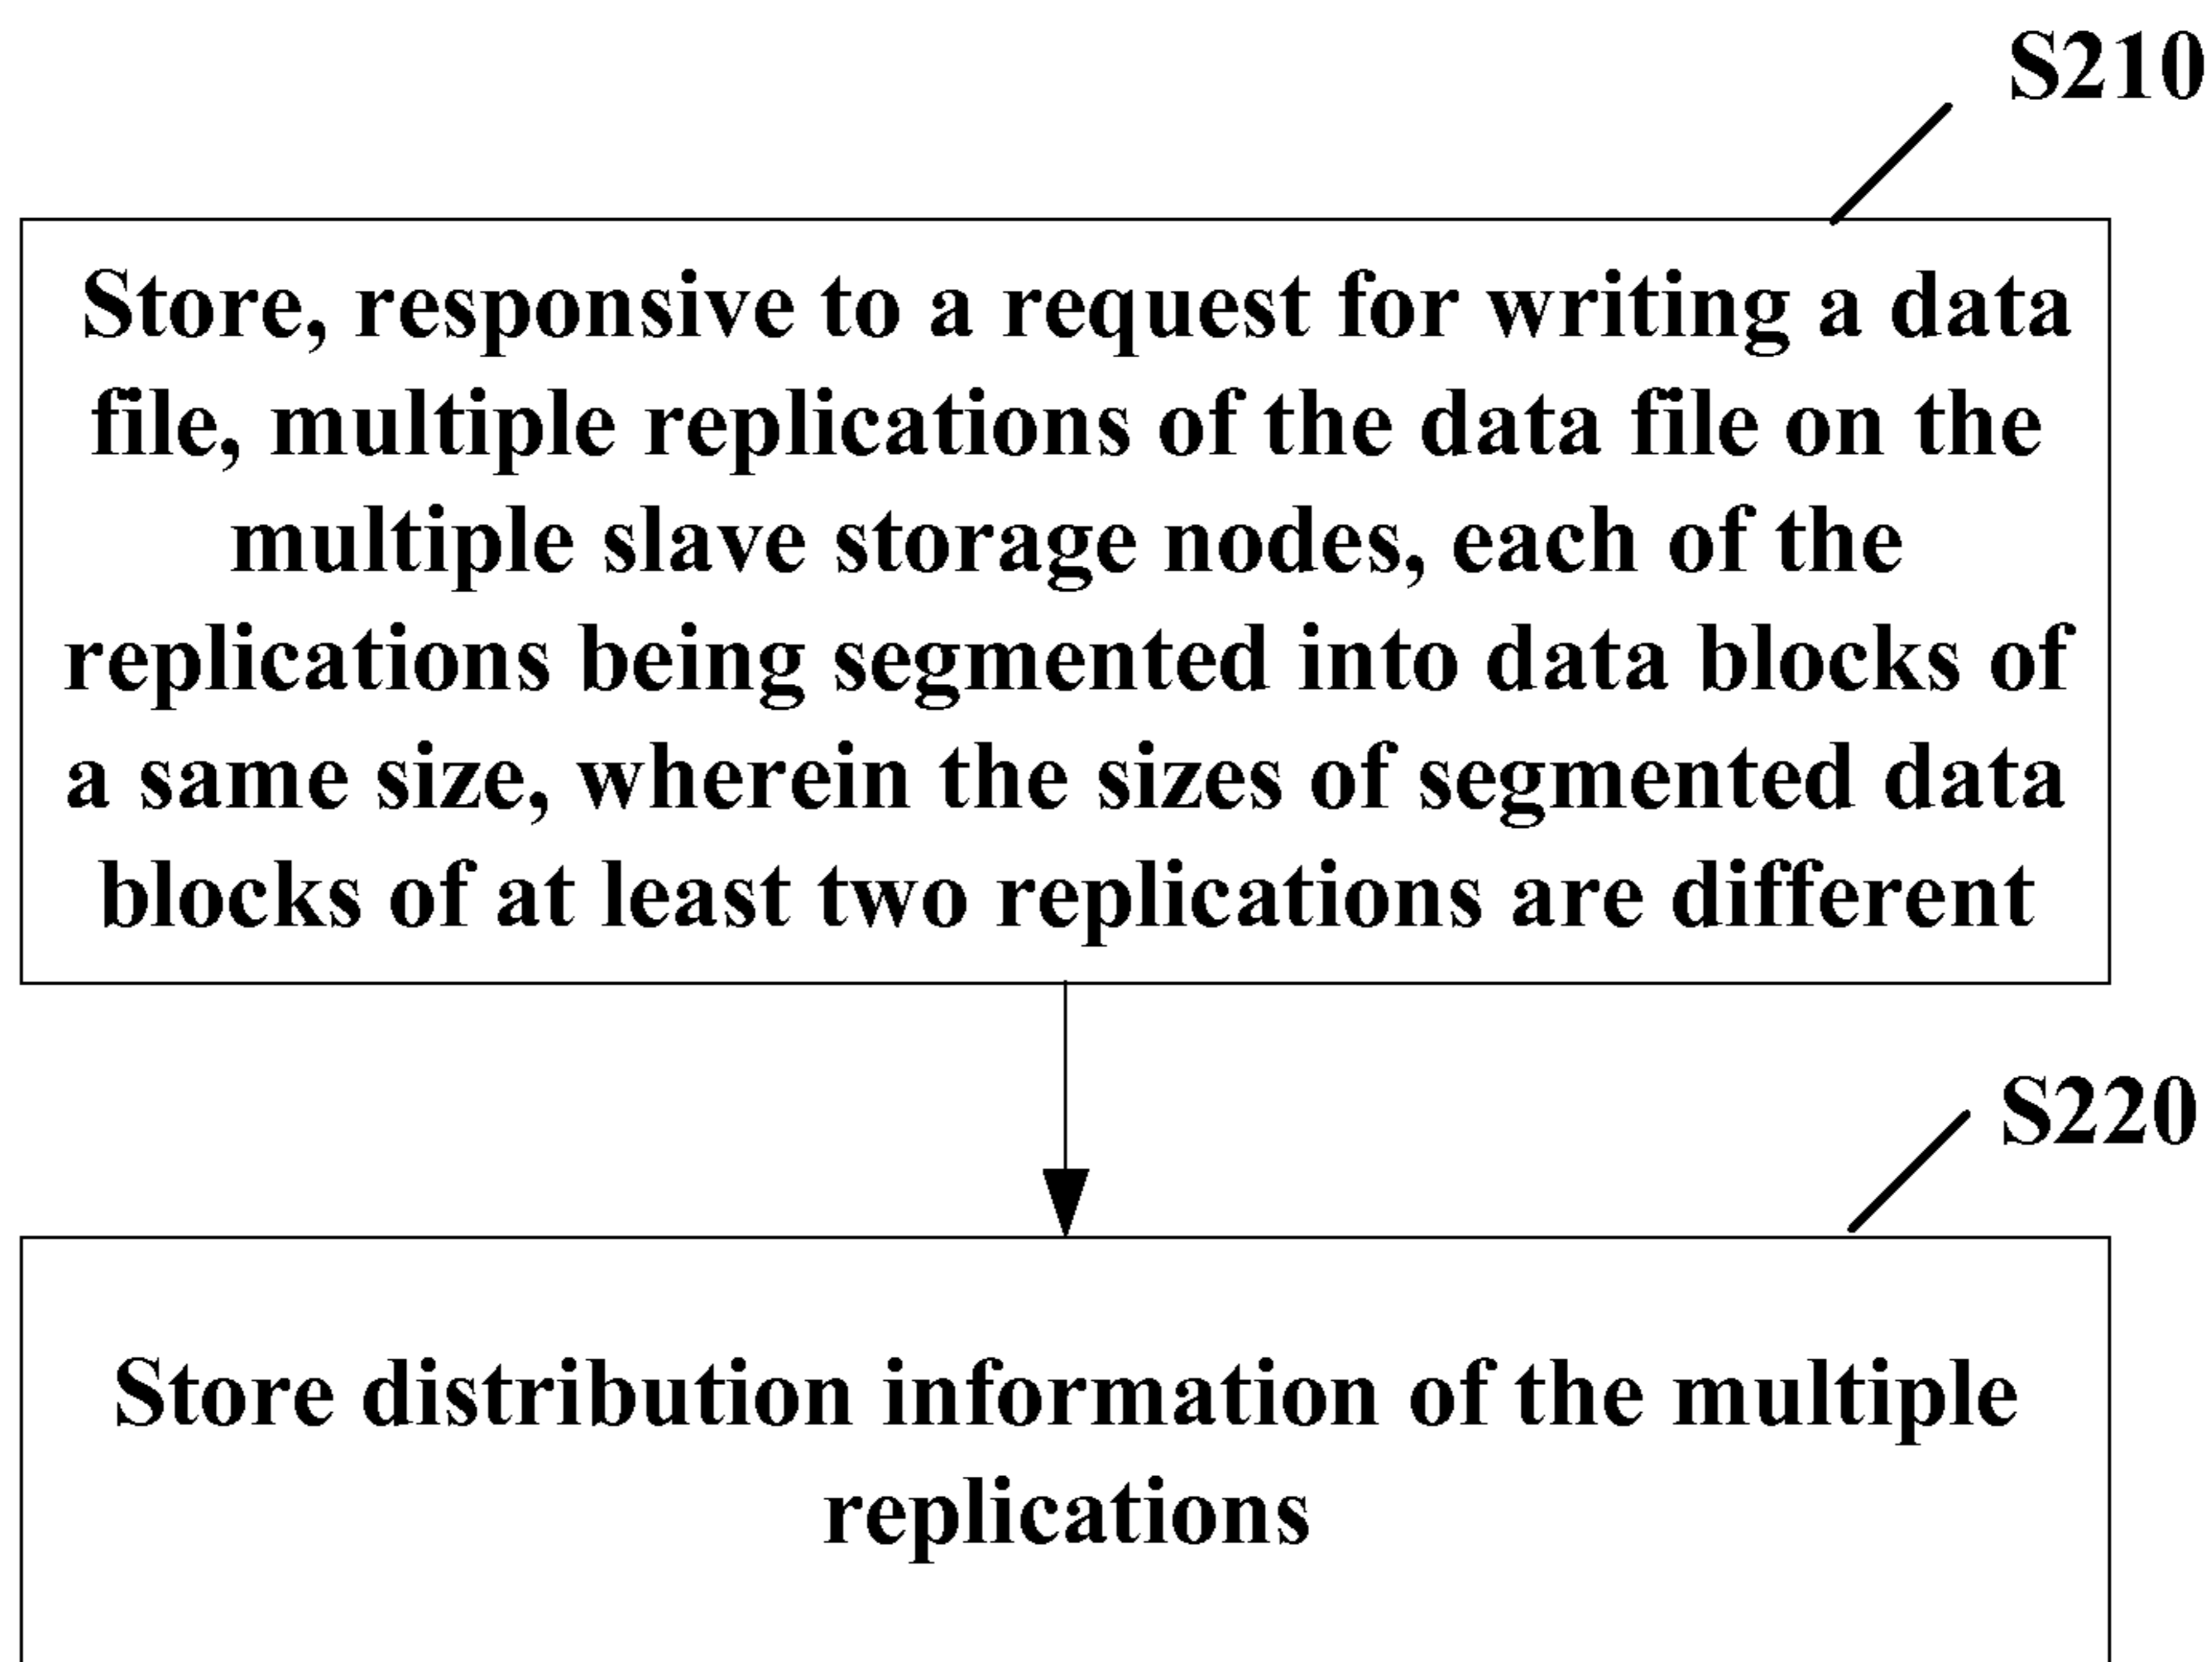 S210
Store, responsive to a request for writing a data
file, multiple replications of the data file on the
multiple slave storage nodes, each of the
replications being segmented into data blocks of
a same size, wherein the sizes of segmented data
blocks of at least two replications are different
S220
Store distribution information of the multiple
replications